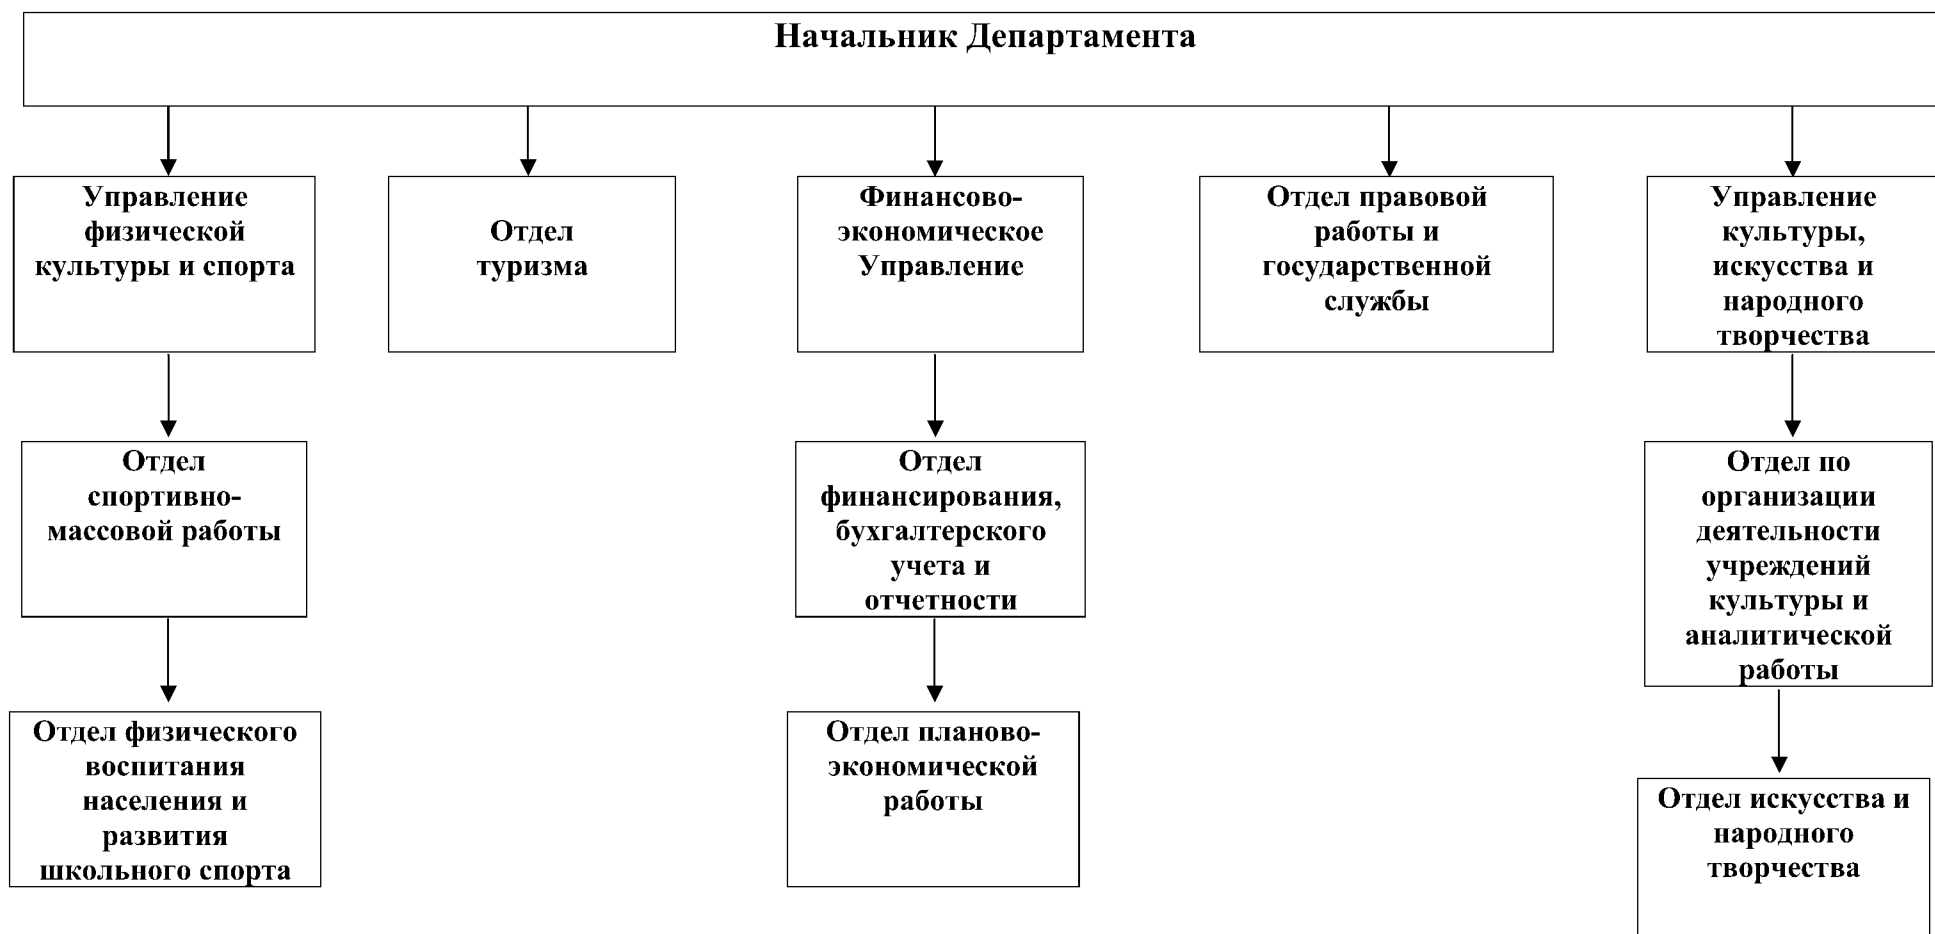 Начальник Департамента
Управление
физической
культуры и спорта
Отдел
туризма
Финансово-
экономическое
Управление
Отдел правовой
работы и
государственной
службы
Управление
культуры,
искусства и
народного
творчества
Отдел
спортивно-
массовой работы
Отдел
финансирования,
бухгалтерского
учета и
отчетности
Отдел по
организации
деятельности
учреждений
культуры и
аналитической
работы
Отдел физического
воспитания
населения и
развития
школьного спорта
Отдел планово-
экономической
работы
Отдел искусства и
народного
творчества